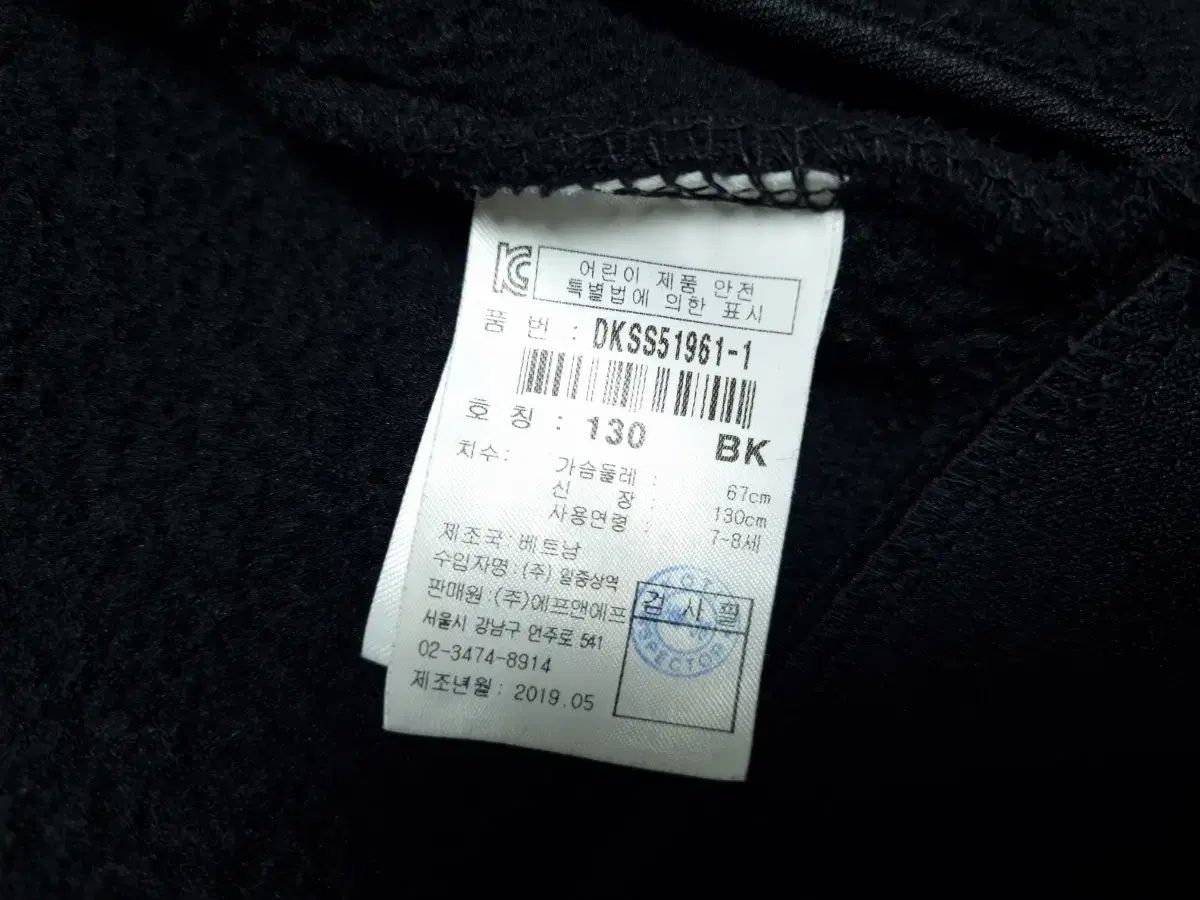 KC
어린이 제품 안전
특별법에 의한 표시
품 번 : DKSS51961-1
호 칭 : 130 BK
치수: 가슴둘레 : 67cm
신 장 : 130cm
사용연령 : 7-8세
제조국: 베트남
수입자명 : (주) 일중상역
판매원 : (주)에프앤에프
서울시 강남구 언주로 541
02-3474-8914
제조년월 : 2019.05
검 사 필